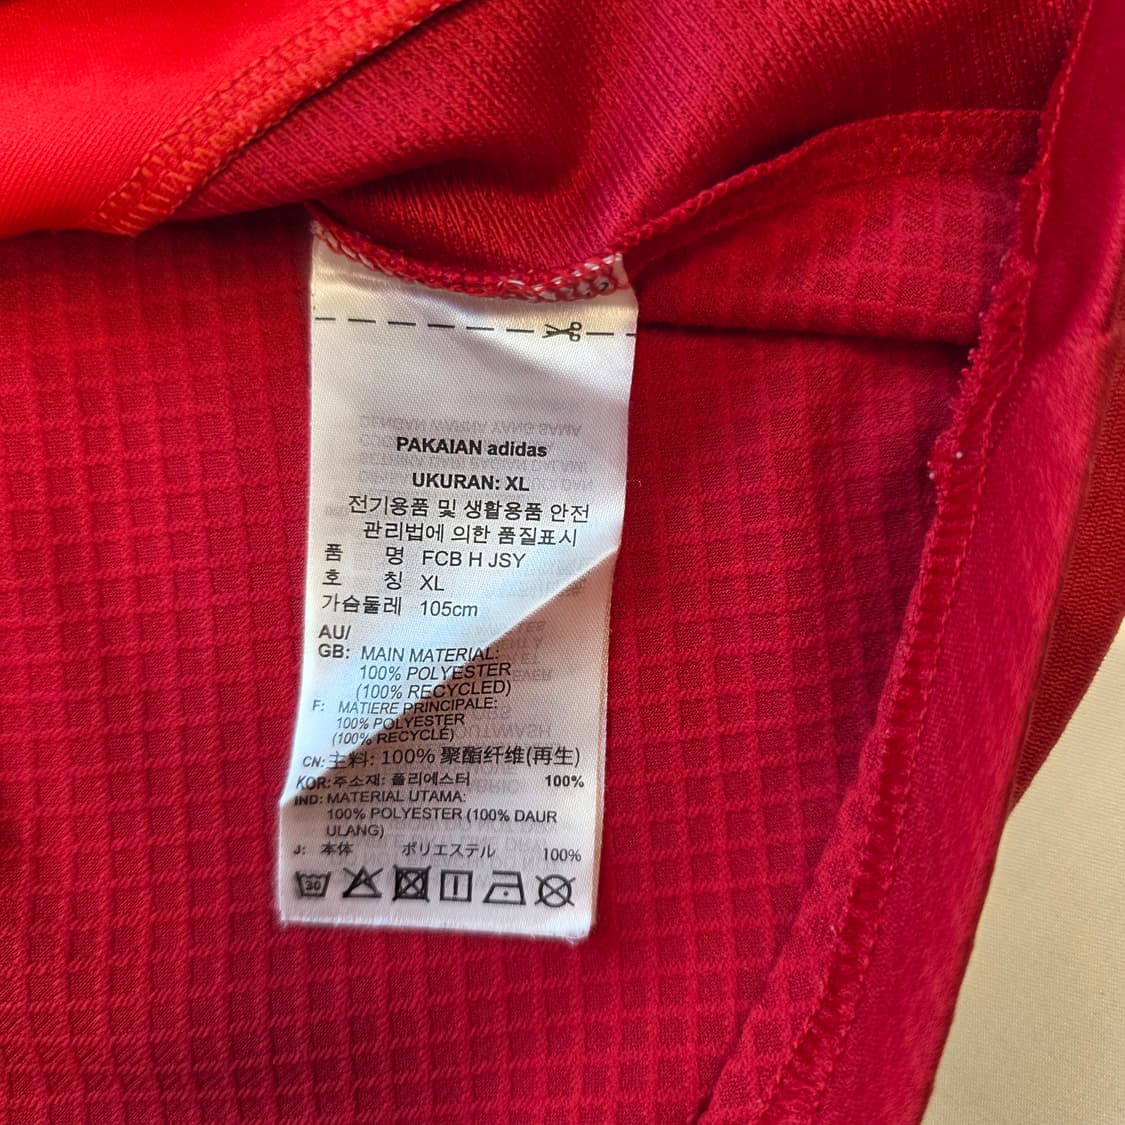 PAKAIAN adidas
UKURAN: XL
전기용품 및 생활용품 안전
관리법에 의한 품질표시
품 명 FCB H JSY
호 칭 XL
가슴둘레 105cm
AU/
GB: MAIN MATERIAL:
100% POLYESTER
(100% RECYCLED)
F: MATIERE PRINCIPALE:
100% POLYESTER
(100% RECYCLÉ)
CN: 主料: 100% 聚酯纤维(再生)
KOR: 주소재: 폴리에스터 100%
IND: MATERIAL UTAMA:
100% POLYESTER (100% DAUR
ULANG)
J: 本体 ポリエステル 100%
30